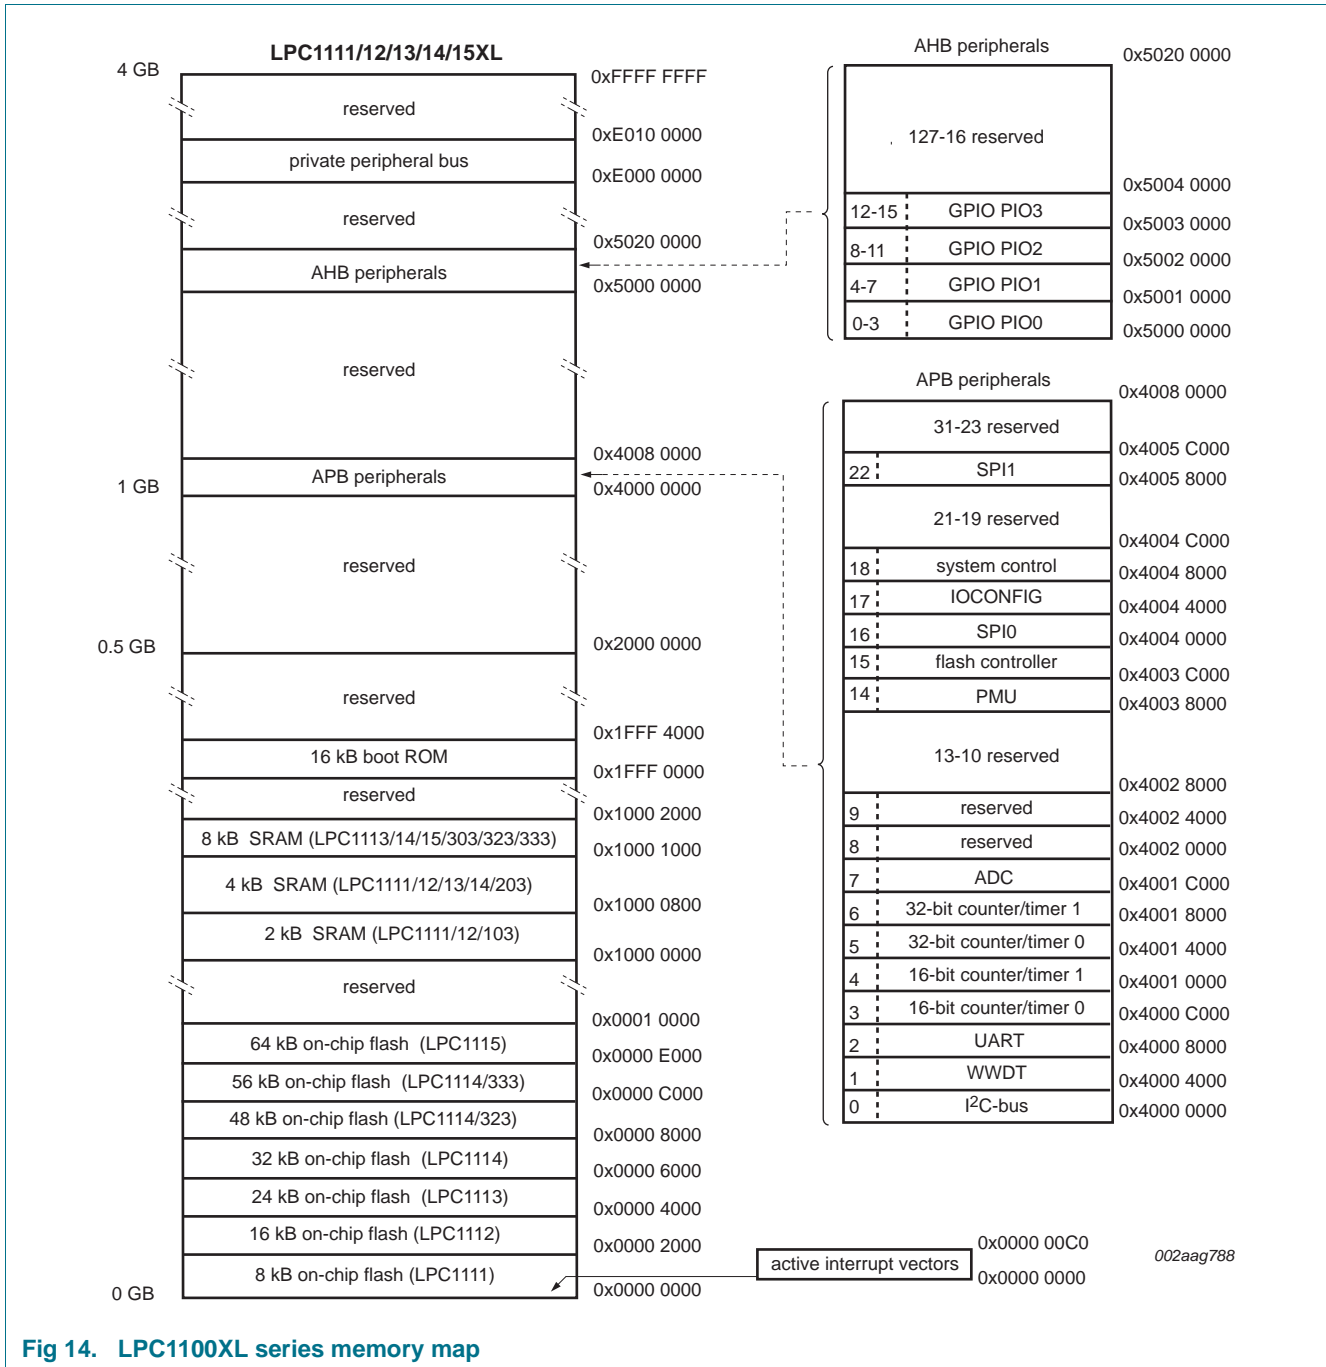 LPC1111/12/13/14/15XL
4 GB
0xFFFF FFFF
reserved
0xE010 0000
private peripheral bus
0xE000 0000
reserved
0x5020 0000
AHB peripherals
0x5000 0000
reserved
0x4008 0000
APB peripherals
1 GB
0x4000 0000
reserved
0.5 GB
0x2000 0000
reserved
0x1FFF 4000
16 kB boot ROM
0x1FFF 0000
reserved
0x1000 2000
8 kB SRAM (LPC1113/14/15/303/323/333)
0x1000 1000
4 kB SRAM (LPC1111/12/13/14/203)
0x1000 0800
2 kB SRAM (LPC1111/12/103)
0x1000 0000
reserved
0x0001 0000
64 kB on-chip flash (LPC1115)
0x0000 E000
56 kB on-chip flash (LPC1114/333)
0x0000 C000
48 kB on-chip flash (LPC1114/323)
0x0000 8000
32 kB on-chip flash (LPC1114)
0x0000 6000
24 kB on-chip flash (LPC1113)
0x0000 4000
16 kB on-chip flash (LPC1112)
0x0000 2000
8 kB on-chip flash (LPC1111)
0 GB
0x0000 0000
AHB peripherals
0x5020 0000
127-16 reserved
0x5004 0000
12-15 GPIO PIO3
0x5003 0000
8-11 GPIO PIO2
0x5002 0000
4-7 GPIO PIO1
0x5001 0000
0-3 GPIO PIO0
0x5000 0000
APB peripherals
0x4008 0000
31-23 reserved
0x4005 C000
22 SPI1
0x4005 8000
21-19 reserved
0x4004 C000
18 system control
0x4004 8000
17 IOCONFIG
0x4004 4000
16 SPI0
0x4004 0000
15 flash controller
0x4003 C000
14 PMU
0x4003 8000
13-10 reserved
0x4002 8000
9 reserved
0x4002 4000
8 reserved
0x4002 0000
7 ADC
0x4001 C000
6 32-bit counter/timer 1
0x4001 8000
5 32-bit counter/timer 0
0x4001 4000
4 16-bit counter/timer 1
0x4001 0000
3 16-bit counter/timer 0
0x4000 C000
2 UART
0x4000 8000
1 WWDT
0x4000 4000
0 I2C-bus
0x4000 0000
0x0000 00C0
active interrupt vectors
0x0000 0000
002aag788
Fig 14. LPC1100XL series memory map